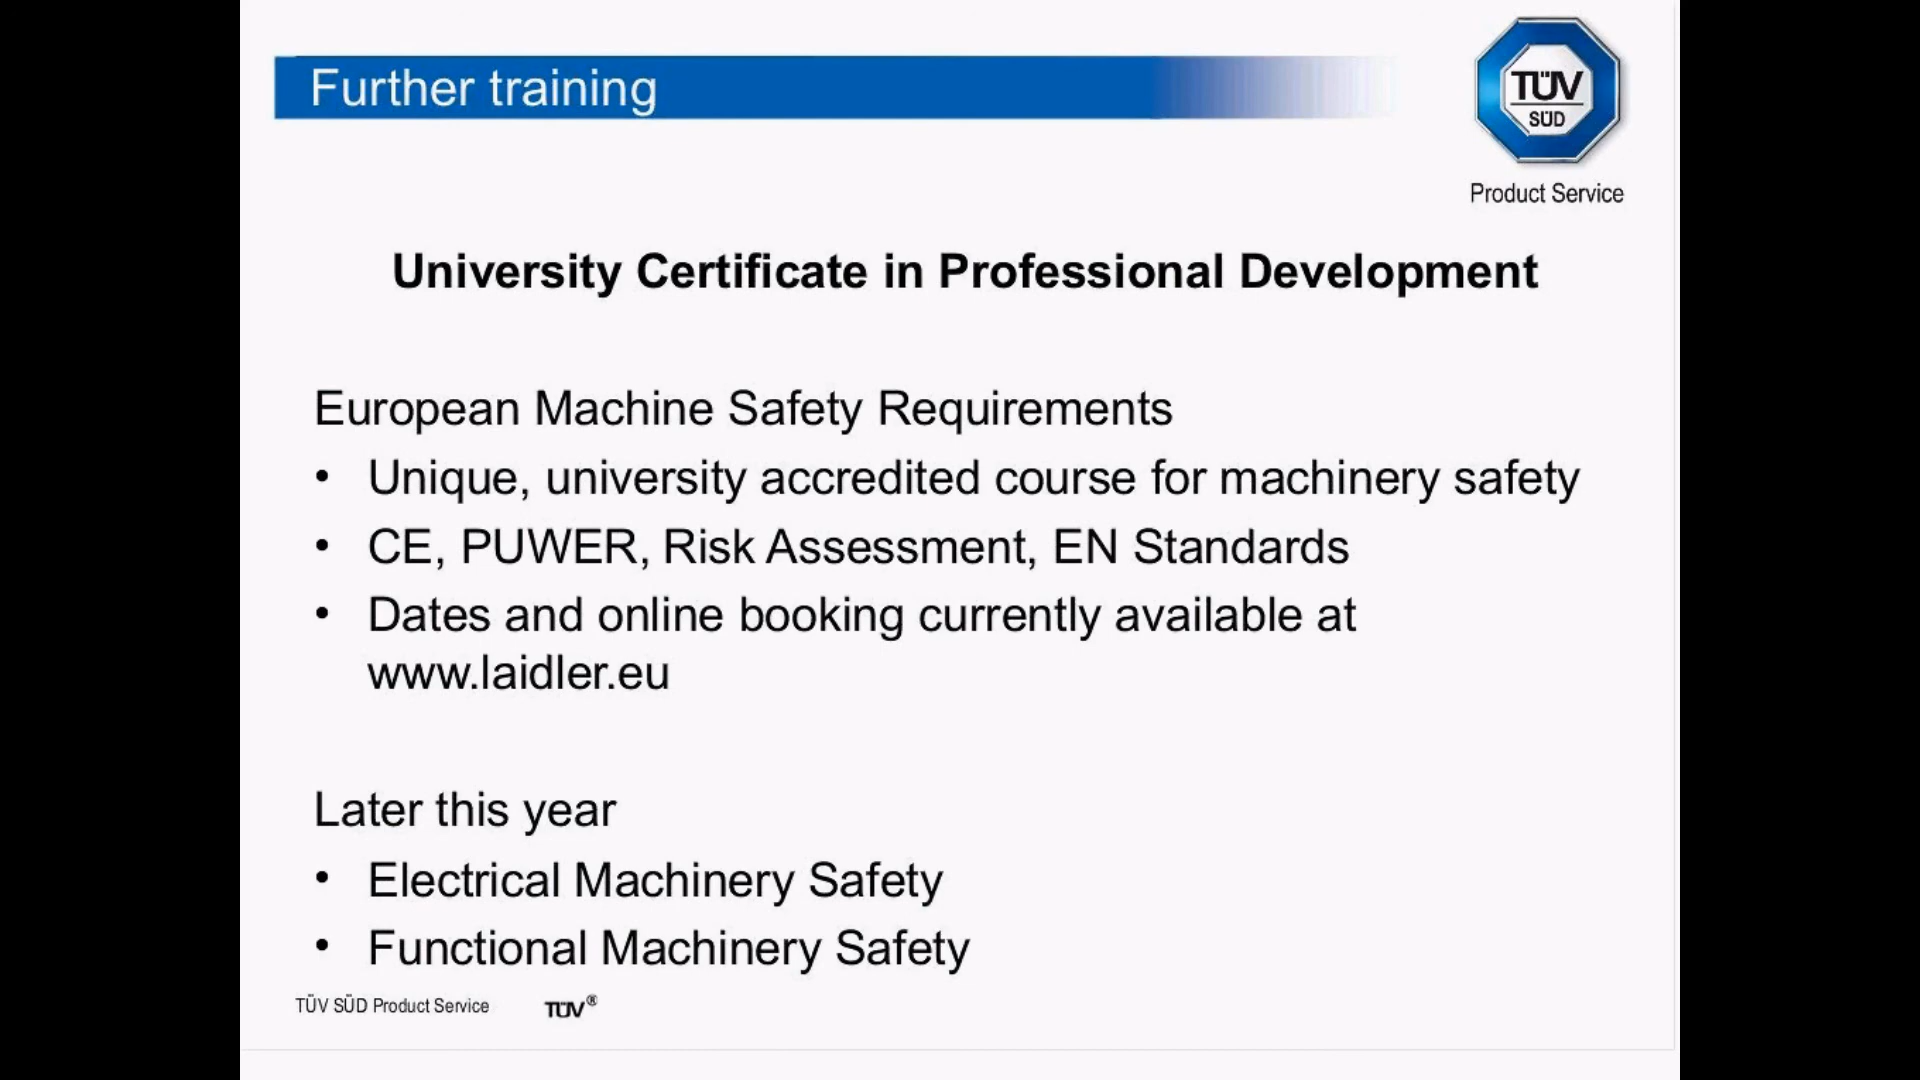 Further training
TÜV
SÜD
Product Service
University Certificate in Professional Development
European Machine Safety Requirements
• Unique, university accredited course for machinery safety
• CE, PUWER, Risk Assessment, EN Standards
• Dates and online booking currently available at
www.laidler.eu
Later this year
• Electrical Machinery Safety
• Functional Machinery Safety
TÜV SÜD Product Service TÜV®